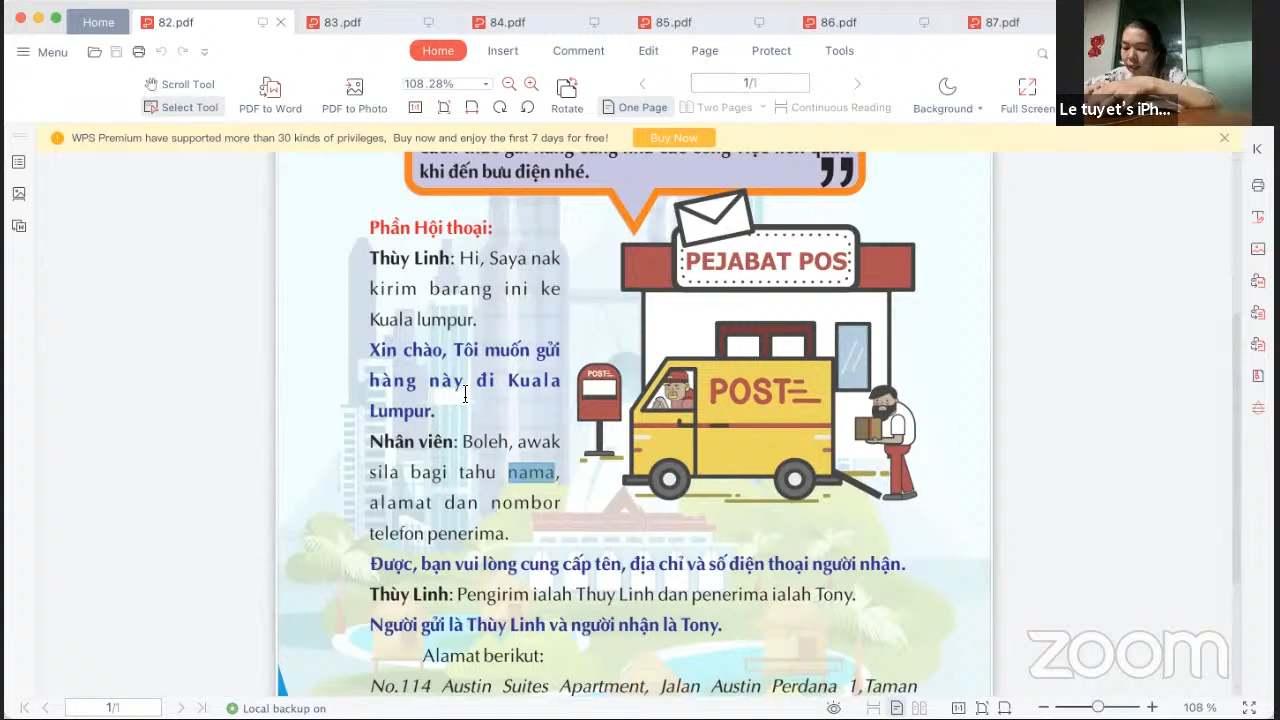 Home
82.pdf
83.pdf
84.pdf
85.pdf
86.pdf
87.pdf
Menu
Home
Insert
Comment
Edit
Page
Protect
Tools
Scroll Tool
Select Tool
PDF to Word
PDF to Photo
108.28%
Rotate
1/1
One Page
Two Pages
Continuous Reading
Background
Full Screen
Le tuyet's iPh...
WPS Premium have supported more than 30 kinds of privileges, Buy now and enjoy the first 7 days for free!
Buy Now
khi đến bưu điện nhé.
Phần Hội thoại:
Thùy Linh: Hi, Saya nak
kirim barang ini ke
Kuala lumpur.
Xin chào, Tôi muốn gửi
hàng này đi Kuala
Lumpur.
Nhân viên: Boleh, awak
sila bagi tahu nama,
alamat dan nombor
telefon penerima.
Được, bạn vui lòng cung cấp tên, địa chỉ và số điện thoại người nhận.
Thùy Linh: Pengirim ialah Thuy Linh dan penerima ialah Tony.
Người gửi là Thùy Linh và người nhận là Tony.
Alamat berikut:
No.114 Austin Suites Apartment, Jalan Austin Perdana 1,Taman
PEJABAT POS
POST
POST
zoom
1/1
Local backup on
108 %